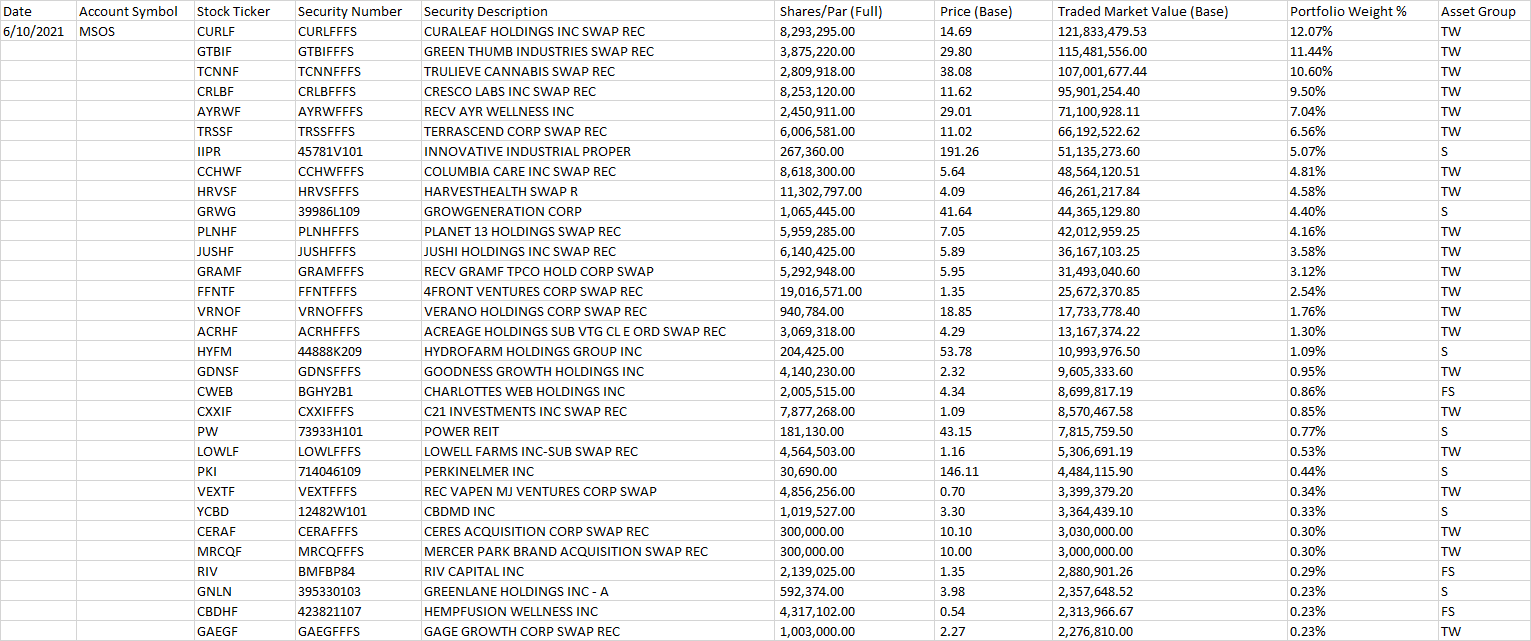 Date Account Symbol Stock Ticker Security Number Security Description Shares/Par (Full) Price (Base) Traded Market Value (Base) Portfolio Weight % Asset Group
6/10/2021 MSOS CURLF CURLFFFS CURALEAF HOLDINGS INC SWAP REC 8,293,295.00 14.69 121,833,479.53 12.07% TW
GTBIF GTBIFFFS GREEN THUMB INDUSTRIES SWAP REC 3,875,220.00 29.80 115,481,556.00 11.44% TW
TCNNF TCNNFFFS TRULIEVE CANNABIS SWAP REC 2,809,918.00 38.08 107,001,677.44 10.60% TW
CRLBF CRLBFFFS CRESCO LABS INC SWAP REC 8,253,120.00 11.62 95,901,254.40 9.50% TW
AYRWF AYRWFFFS RECV AYR WELLNESS INC 2,450,911.00 29.01 71,100,928.11 7.04% TW
TRSSF TRSSFFFS TERRASCEND CORP SWAP REC 6,006,581.00 11.02 66,192,522.62 6.56% TW
IIPR 45781V101 INNOVATIVE INDUSTRIAL PROPER 267,360.00 191.26 51,135,273.60 5.07% S
CCHWF CCHWFFFS COLUMBIA CARE INC SWAP REC 8,618,300.00 5.64 48,564,120.51 4.81% TW
HRVSF HRVSFFFS HARVESTHEALTH SWAP R 11,302,797.00 4.09 46,261,217.84 4.58% TW
GRWG 39986L109 GROWGENERATION CORP 1,065,445.00 41.64 44,365,129.80 4.40% S
PLNHF PLNHFFFS PLANET 13 HOLDINGS SWAP REC 5,959,285.00 7.05 42,012,959.25 4.16% TW
JUSHF JUSHFFFS JUSHI HOLDINGS INC SWAP REC 6,140,425.00 5.89 36,167,103.25 3.58% TW
GRAMF GRAMFFFS RECV GRAMF TPCO HOLD CORP SWAP 5,292,948.00 5.95 31,493,040.60 3.12% TW
FFNTF FFNTFFFS 4FRONT VENTURES CORP SWAP REC 19,016,571.00 1.35 25,672,370.85 2.54% TW
VRNOF VRNOFFFS VERANO HOLDINGS CORP SWAP REC 940,784.00 18.85 17,733,778.40 1.76% TW
ACRHF ACRHFFFS ACREAGE HOLDINGS SUB VTG CL E ORD SWAP REC 3,069,318.00 4.29 13,167,374.22 1.30% TW
HYFM 44888K209 HYDROFARM HOLDINGS GROUP INC 204,425.00 53.78 10,993,976.50 1.09% S
GDNSF GDNSFFFS GOODNESS GROWTH HOLDINGS INC 4,140,230.00 2.32 9,605,333.60 0.95% TW
CWEB BGHY2B1 CHARLOTTES WEB HOLDINGS INC 2,005,515.00 4.34 8,699,817.19 0.86% FS
CXXIF CXXIFFFS C21 INVESTMENTS INC SWAP REC 7,877,268.00 1.09 8,570,467.58 0.85% TW
PW 73933H101 POWER REIT 181,130.00 43.15 7,815,759.50 0.77% S
LOWLF LOWLFFFS LOWELL FARMS INC-SUB SWAP REC 4,564,503.00 1.16 5,306,691.19 0.53% TW
PKI 714046109 PERKINELMER INC 30,690.00 146.11 4,484,115.90 0.44% S
VEXTF VEXTFFFS REC VAPEN MJ VENTURES CORP SWAP 4,856,256.00 0.70 3,399,379.20 0.34% TW
YCBD 12482W101 CBDMD INC 1,019,527.00 3.30 3,364,439.10 0.33% S
CERAF CERAFFFS CERES ACQUISITION CORP SWAP REC 300,000.00 10.10 3,030,000.00 0.30% TW
MRCQF MRCQFFFS MERCER PARK BRAND ACQUISITION SWAP REC 300,000.00 10.00 3,000,000.00 0.30% TW
RIV BMFBP84 RIV CAPITAL INC 2,139,025.00 1.35 2,880,901.26 0.29% FS
GNLN 395330103 GREENLANE HOLDINGS INC - A 592,374.00 3.98 2,357,648.52 0.23% S
CBDHF 423821107 HEMPFUSION WELLNESS INC 4,317,102.00 0.54 2,313,966.67 0.23% FS
GAEGF GAEGFFFS GAGE GROWTH CORP SWAP REC 1,003,000.00 2.27 2,276,810.00 0.23% TW